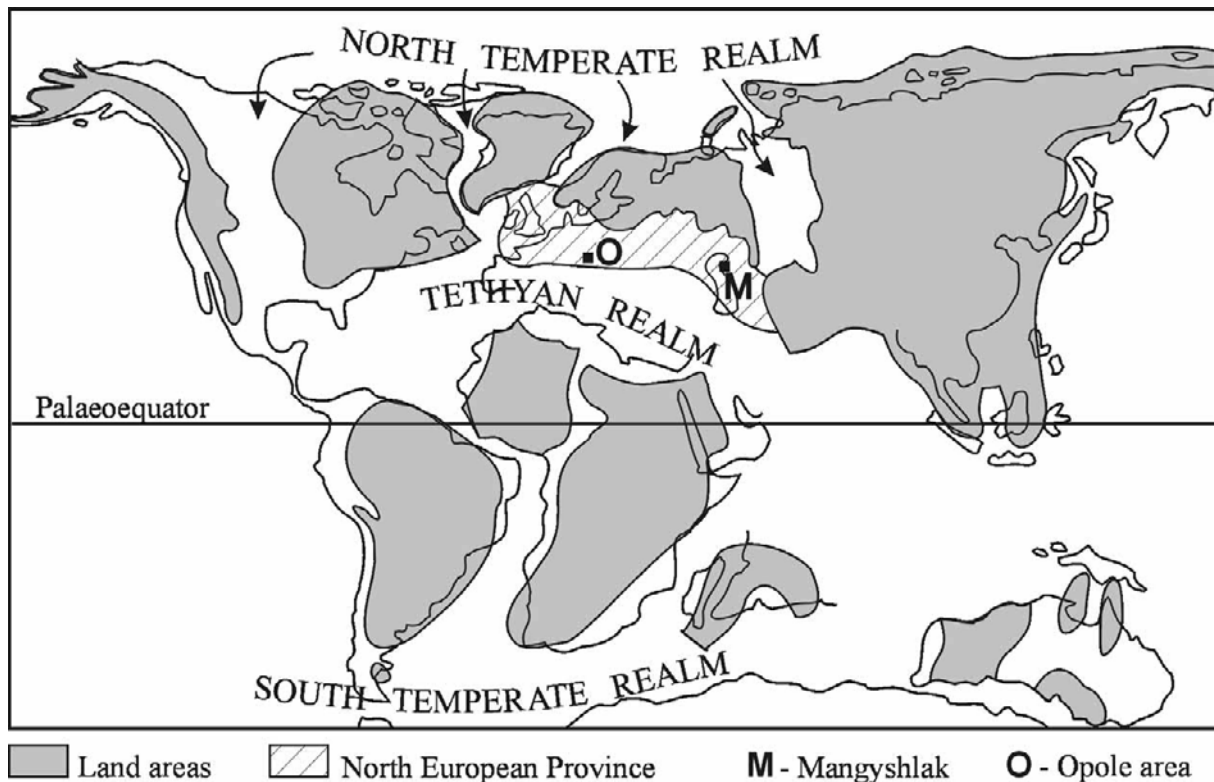 NORTH TEMPERATE REALM
O
M
TETHYAN REALM
Palaeoequator
SOUTH TEMPERATE REALM
Land areas
North European Province
M - Mangyshlak
O - Opole area